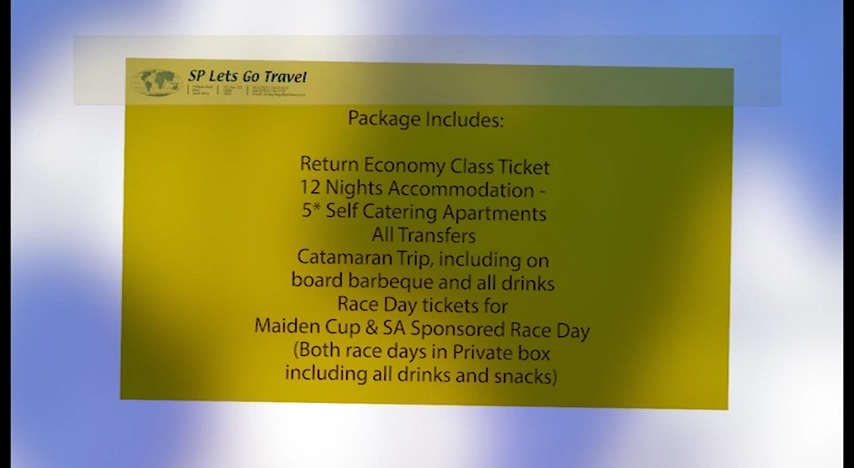 SP Lets Go Travel
Package Includes:
Return Economy Class Ticket
12 Nights Accommodation -
5* Self Catering Apartments
All Transfers
Catamaran Trip, including on
board barbeque and all drinks
Race Day tickets for
Maiden Cup & SA Sponsored Race Day
(Both race days in Private box
including all drinks and snacks)